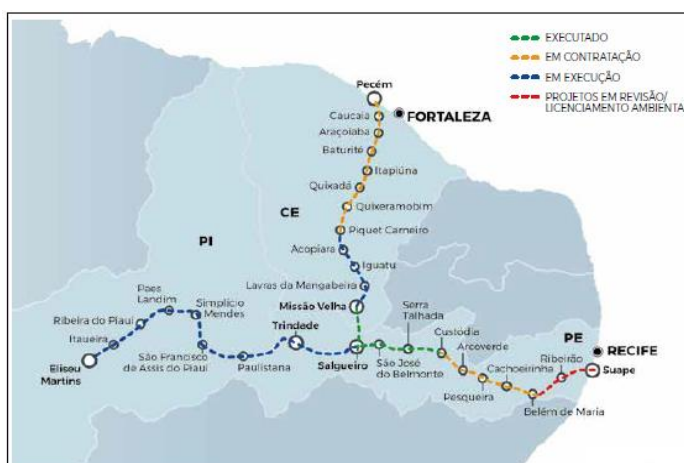 EXECUTADO
EM CONTRATAÇÃO
EM EXECUÇÃO
PROJETOS EM REVISÃO/
LICENCIAMENTO AMBIENTA
Pecém
FORTALEZA
Caucaia
Araçoiaba
Baturité
Itapiúna
Quixadá
CE
Quixeramobim
PI
Piquet Carneiro
Acopiara
Iguatu
Lavras da Mangabeira
Paes
Landim
Simplício
Mendes
Missão Velha
Ribeira do Piauí
Trindade
Serra
Talhada
Custódia
PE
Itaueira
Arcoverde
RECIFE
Eliseu
Martins
São Francisco
de Assis do Piauí
Paulistana
Salgueiro
São José
do Belmonte
Cachoeirinha
Ribeirão
Suape
Pesqueira
Belém de Maria